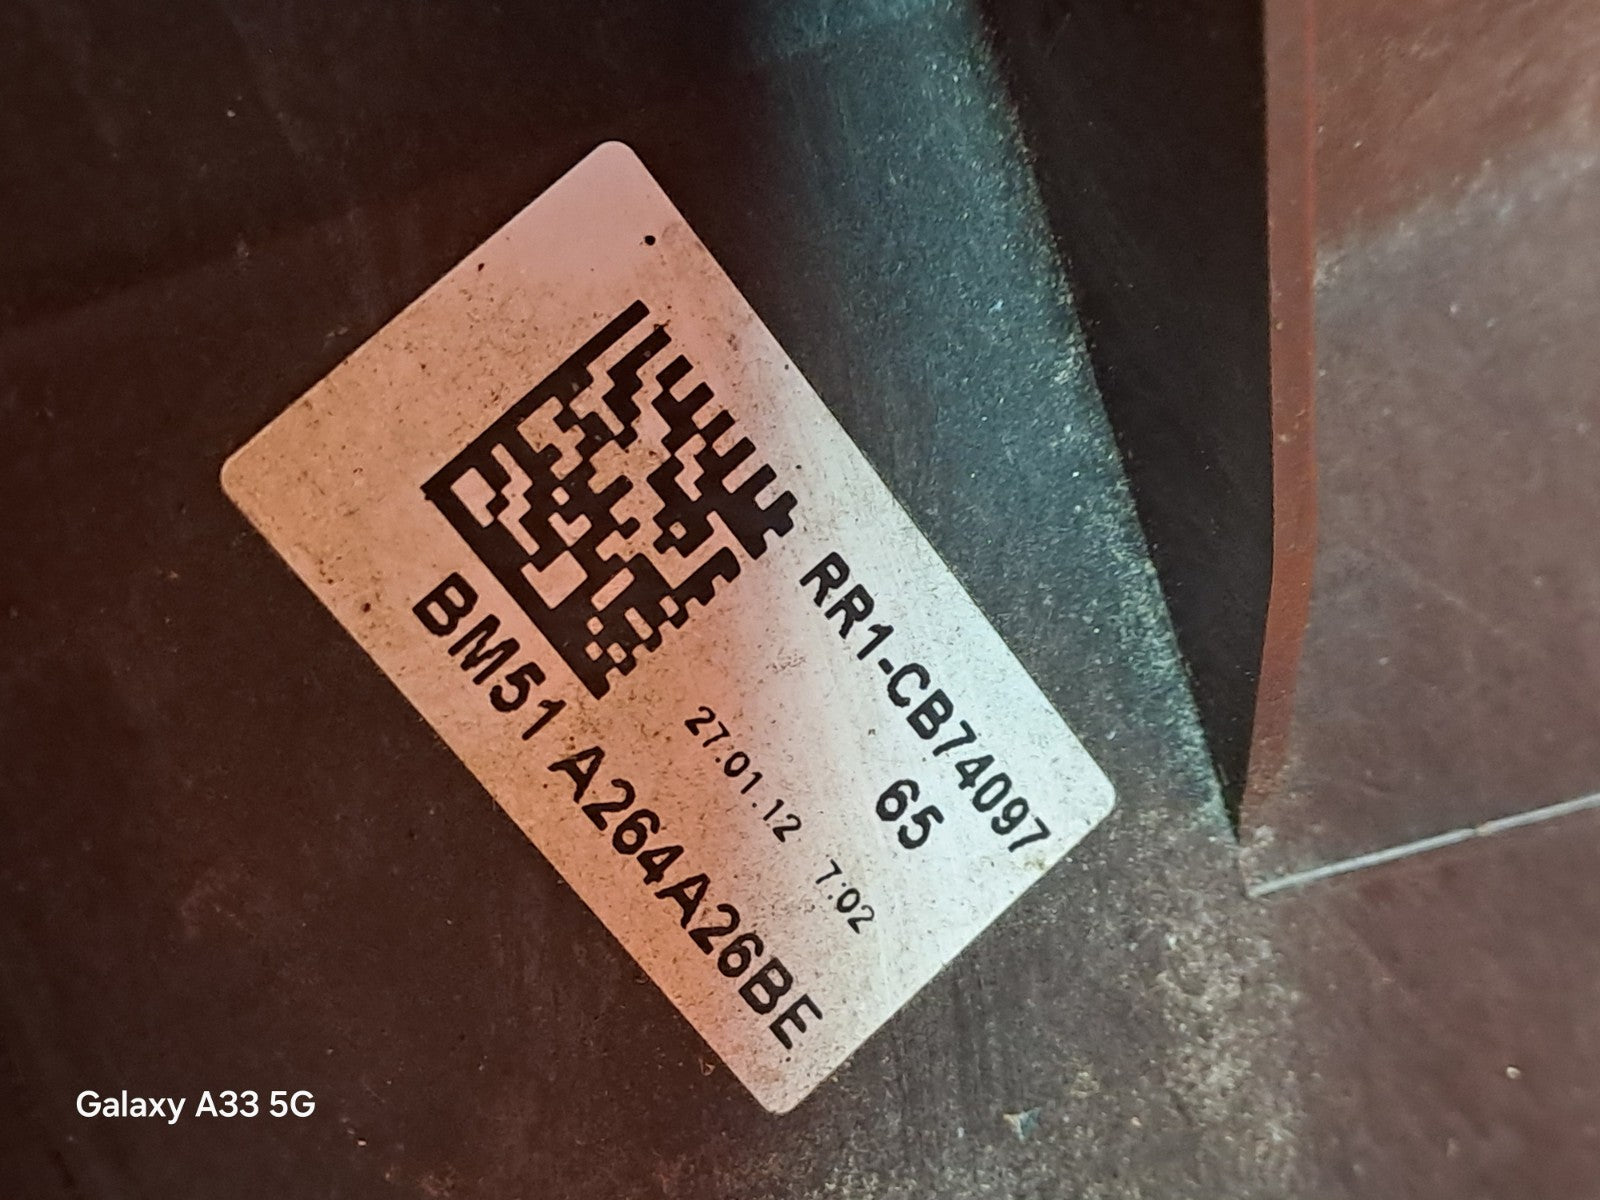 RR1-CB74097
65
27.01.12 7:02
BM51 A264A26BE
Galaxy A33 5G